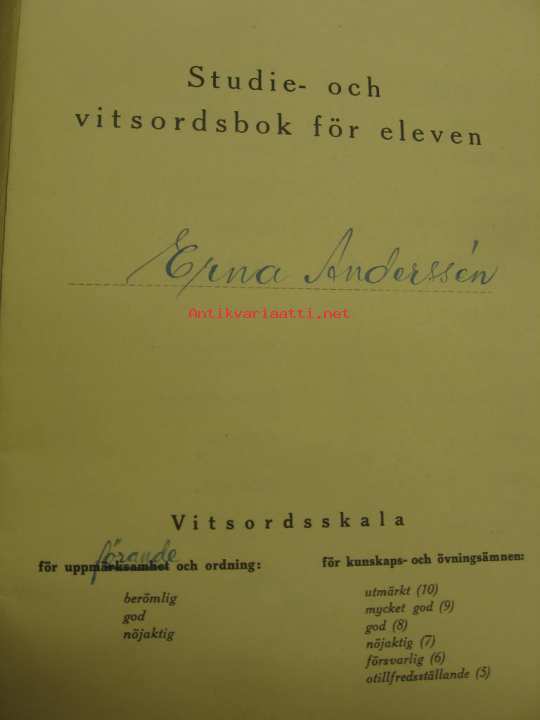 Studie- och
vitsordsbok för eleven
Erna Anderssén
Antikvariaatti.net
Vitsordsskala
förande
för uppmärksamhet och ordning:
berömlig
god
nöjaktig
för kunskaps- och övningsämnen:
utmärkt (10)
mycket god (9)
god (8)
nöjaktig (7)
försvarlig (6)
otillfredsställande (5)